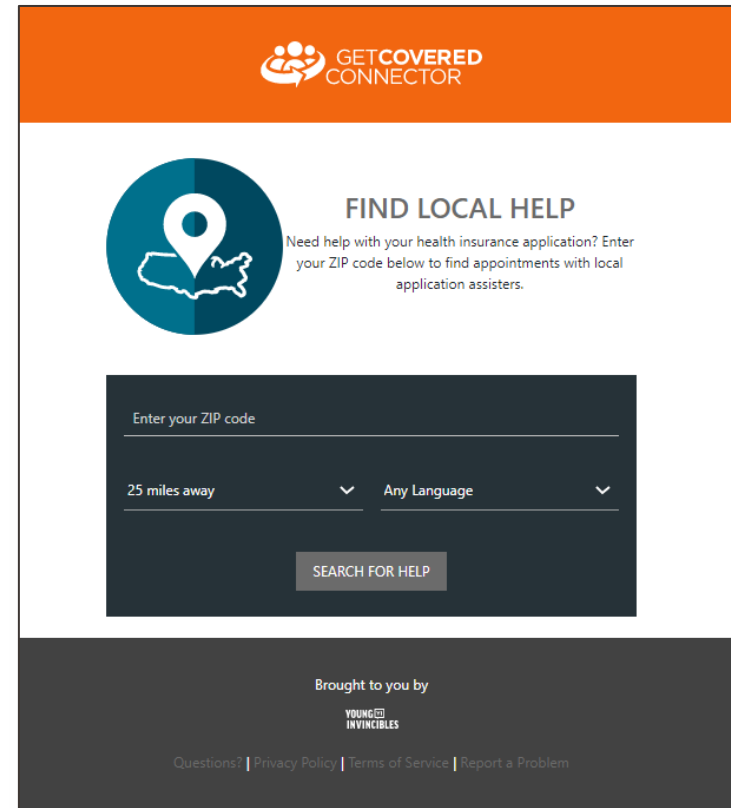 GETCOVERED
CONNECTOR
FIND LOCAL HELP
Need help with your health insurance application? Enter
your ZIP code below to find appointments with local
application assisters.
Enter your ZIP code
25 miles away
Any Language
SEARCH FOR HELP
Brought to you by
YOUNG YI
INVINCIBLES
Questions? | Privacy Policy | Terms of Service | Report a Problem